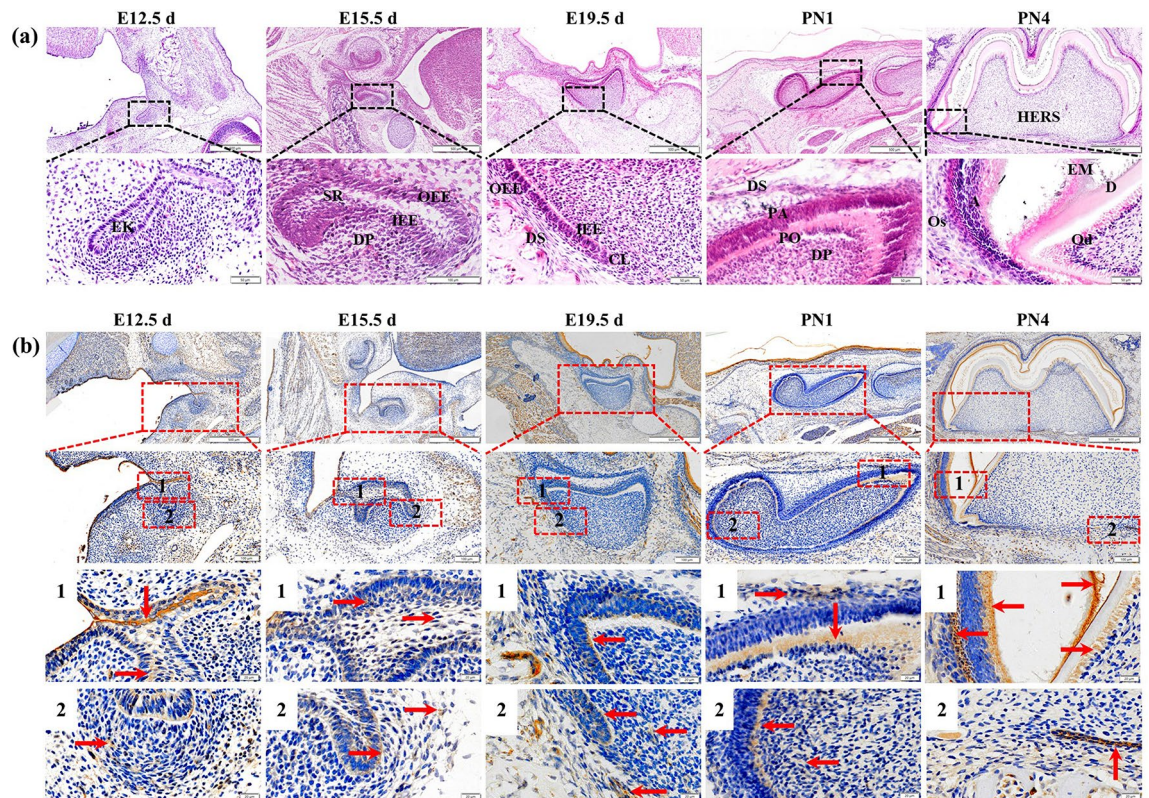 E12.5 d E15.5 d E19.5 d PN1 PN4
(a)
HERS
EK SR OEE IEE DP OEE DS IEE CL DS PA PO DP Os A EM D Od
E12.5 d E15.5 d E19.5 d PN1 PN4
(b)
1 2 1 2 1 2 1 2 1 2
1 1 1 1 1
2 2 2 2 2